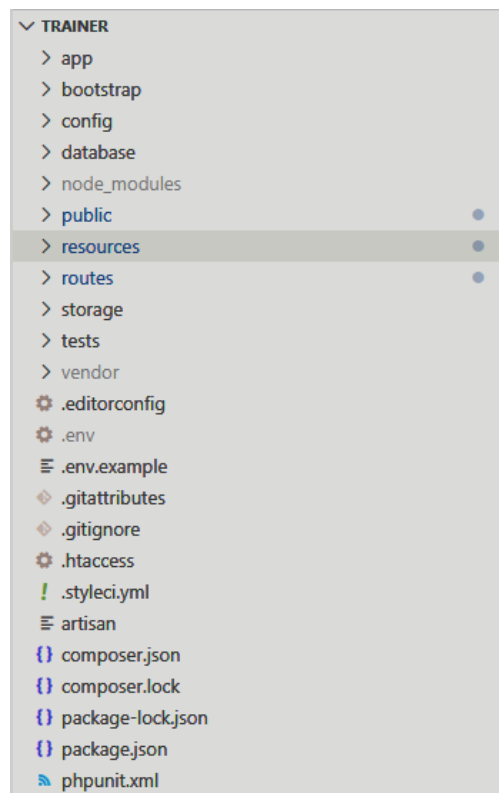 TRAINER
app
bootstrap
config
database
node_modules
public
resources
routes
storage
tests
vendor
.editorconfig
.env
.env.example
.gitattributes
.gitignore
.htaccess
.styleci.yml
artisan
composer.json
composer.lock
package-lock.json
package.json
phpunit.xml